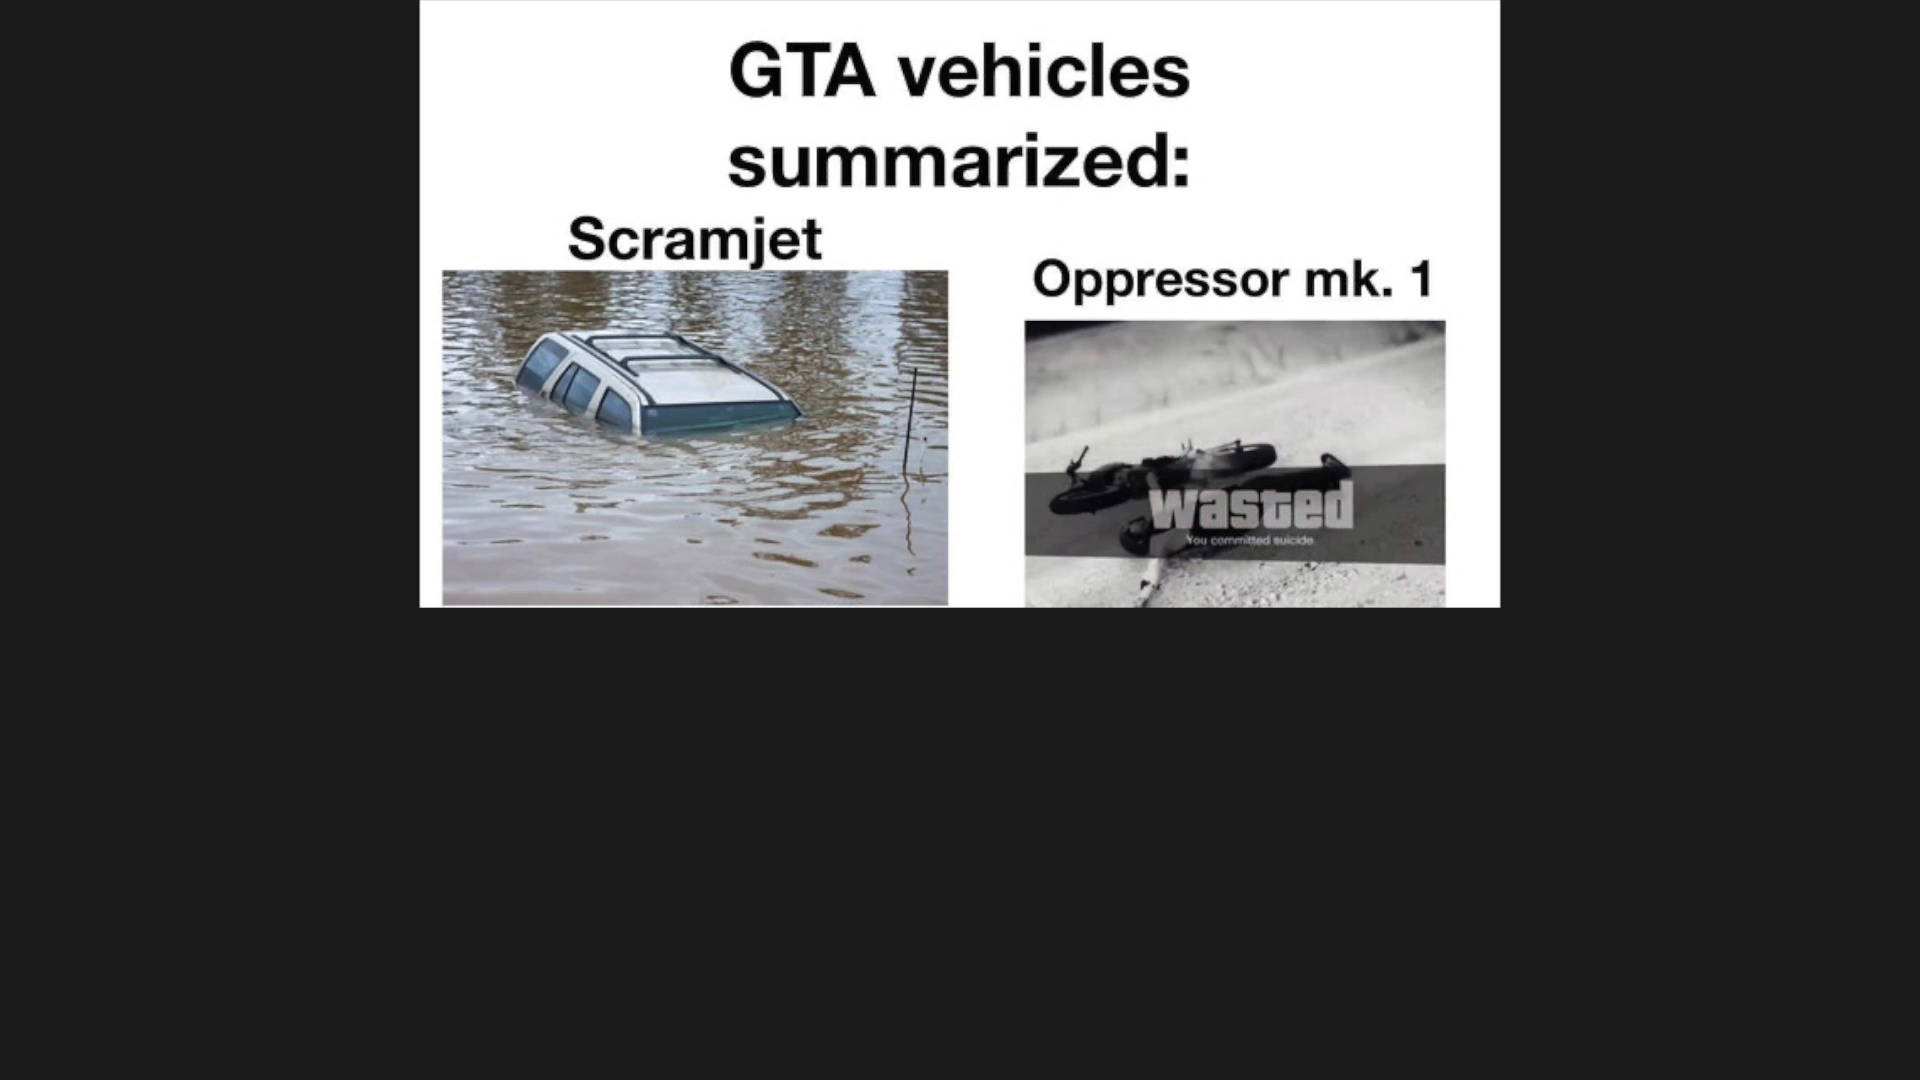 GTA vehicles
summarized:
Scramjet
Oppressor mk. 1
wasted
You committed suicide